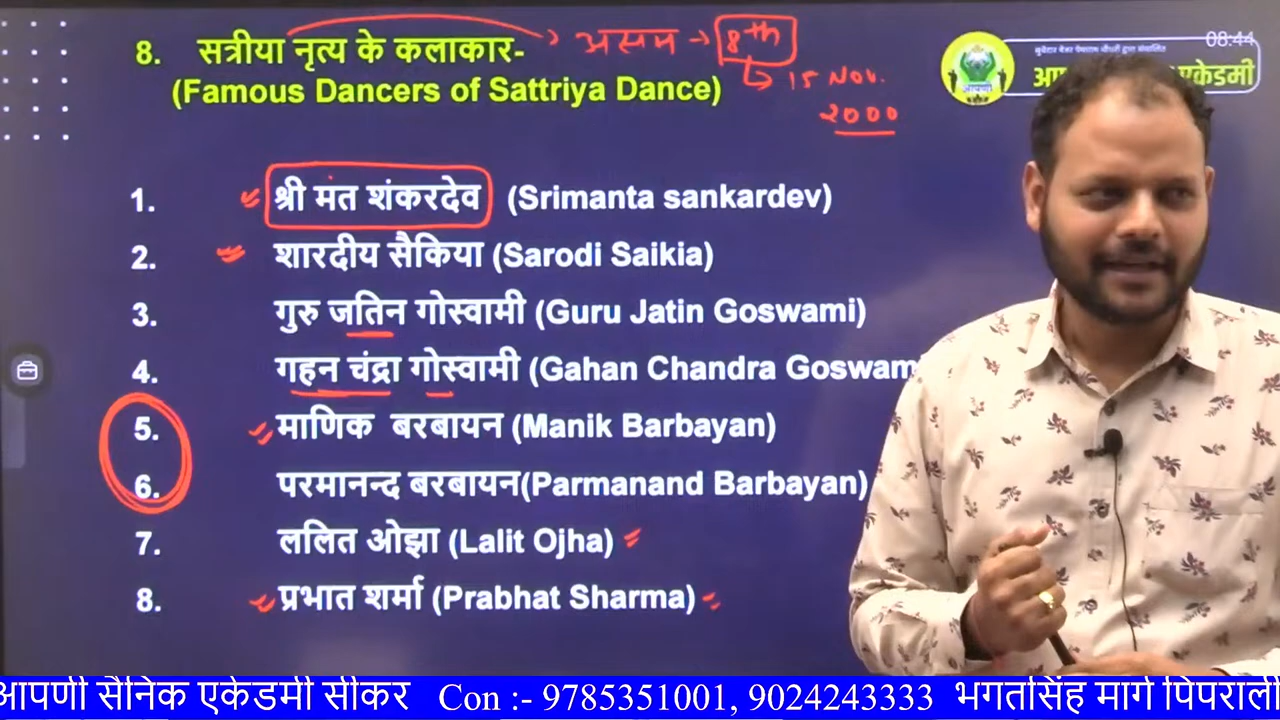 8. सत्रीया नृत्य के कलाकार- → असम → 8th
(Famous Dancers of Sattriya Dance) 15 Nov.
2000
08:44
एकेडमी
1. श्री मंत शंकरदेव (Srimanta sankardev)
2. शारदीय सैकिया (Sarodi Saikia)
3. गुरु जतिन गोस्वामी (Guru Jatin Goswami)
4. गहन चंद्रा गोस्वामी (Gahan Chandra Goswam
5. माणिक बरबायन (Manik Barbayan)
6. परमानन्द बरबायन(Parmanand Barbayan)
7. ललित ओझा (Lalit Ojha)
8. प्रभात शर्मा (Prabhat Sharma)
आपणी सैनिक एकेडमी सीकर Con :- 9785351001, 9024243333 भगतसिंह मार्ग पिपराली